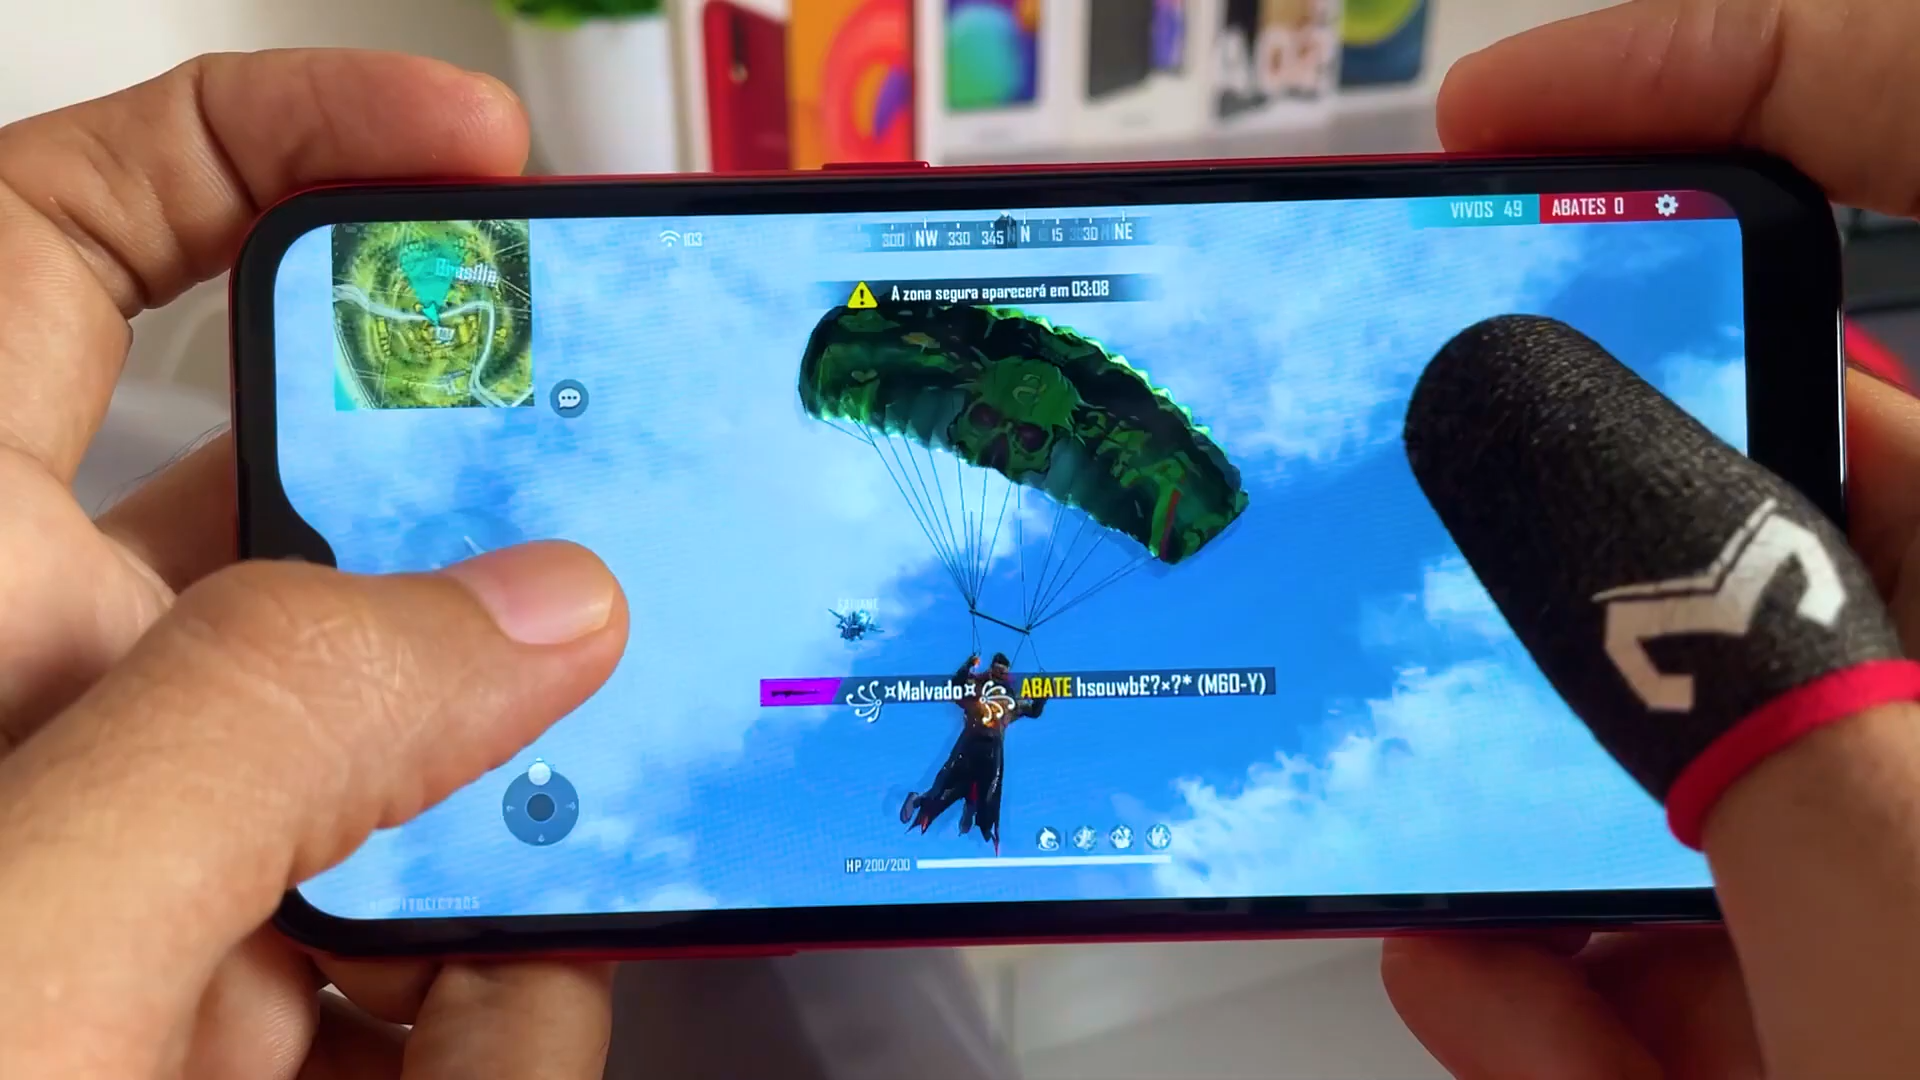 VIVOS 49
ABATES 0
103
300 NW 330 345 N 15 30 NE
A zona segura aparecerá em 03:08
Brasília
¤Malvado¤ ABATE hsouwb£?×?* (M60-Y)
HP 200/200